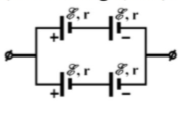 ℰ, r ℰ, r
+ −
ℰ, r ℰ, r
+ −